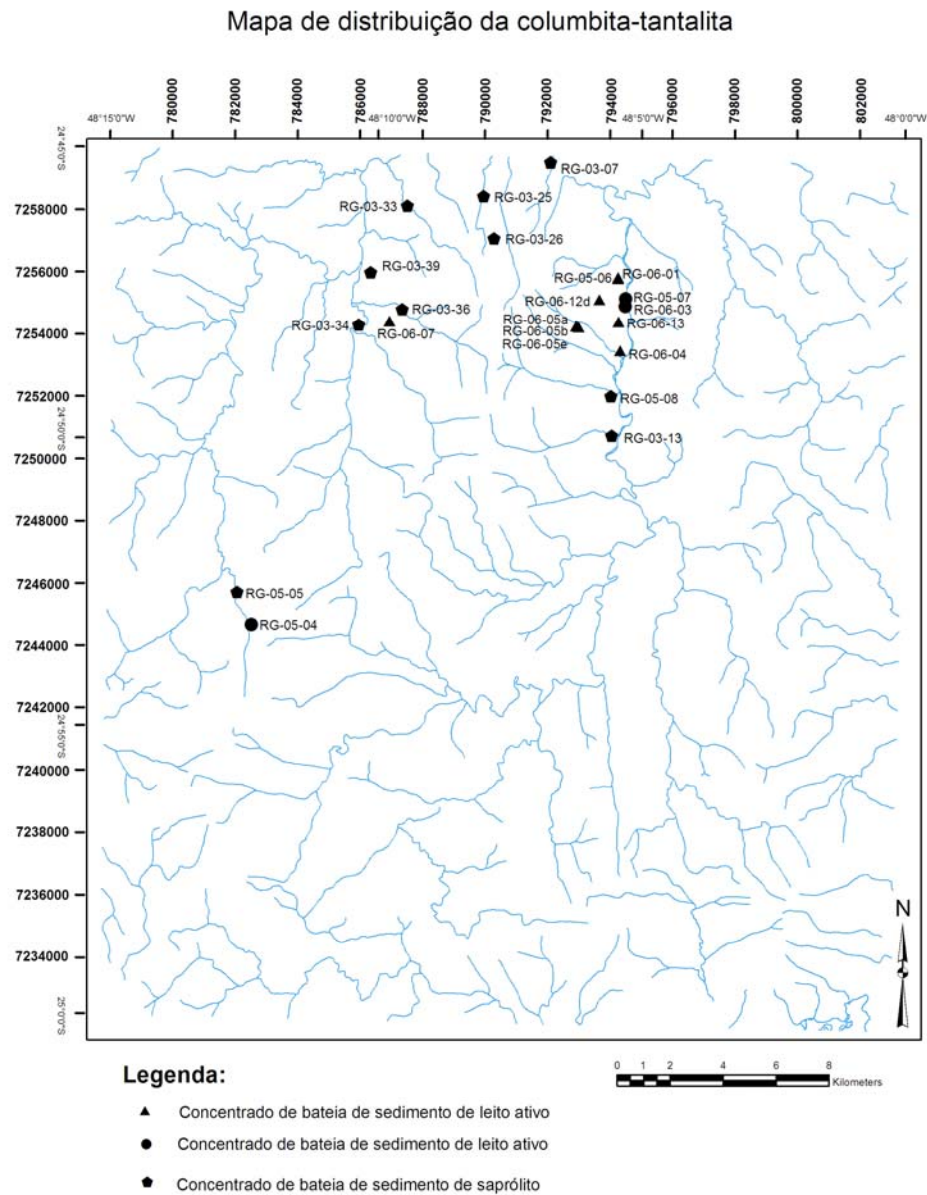 Mapa de distribuição da columbita-tantalita
780000 782000 784000 786000 788000 790000 792000 794000 796000 798000 800000 802000
48°15'0"W 48°10'0"W 48°5'0"W 48°0'0"W
24°45'0"S
7258000
7256000
7254000
7252000
24°50'0"S
7250000
7248000
7246000
7244000
7242000
24°55'0"S
7240000
7238000
7236000
7234000
25°0'0"S
RG-03-07
RG-03-25
RG-03-33
RG-03-26
RG-03-39
RG-05-06
RG-06-01
RG-06-12d
RG-05-07
RG-06-03
RG-03-36
RG-03-34
RG-06-07
RG-06-05a
RG-06-05b
RG-06-05e
RG-06-13
RG-06-04
RG-05-08
RG-03-13
RG-05-05
RG-05-04
N
Legenda:
0 1 2 4 6 8
Kilometers
Concentrado de bateia de sedimento de leito ativo
Concentrado de bateia de sedimento de leito ativo
Concentrado de bateia de sedimento de saprólito